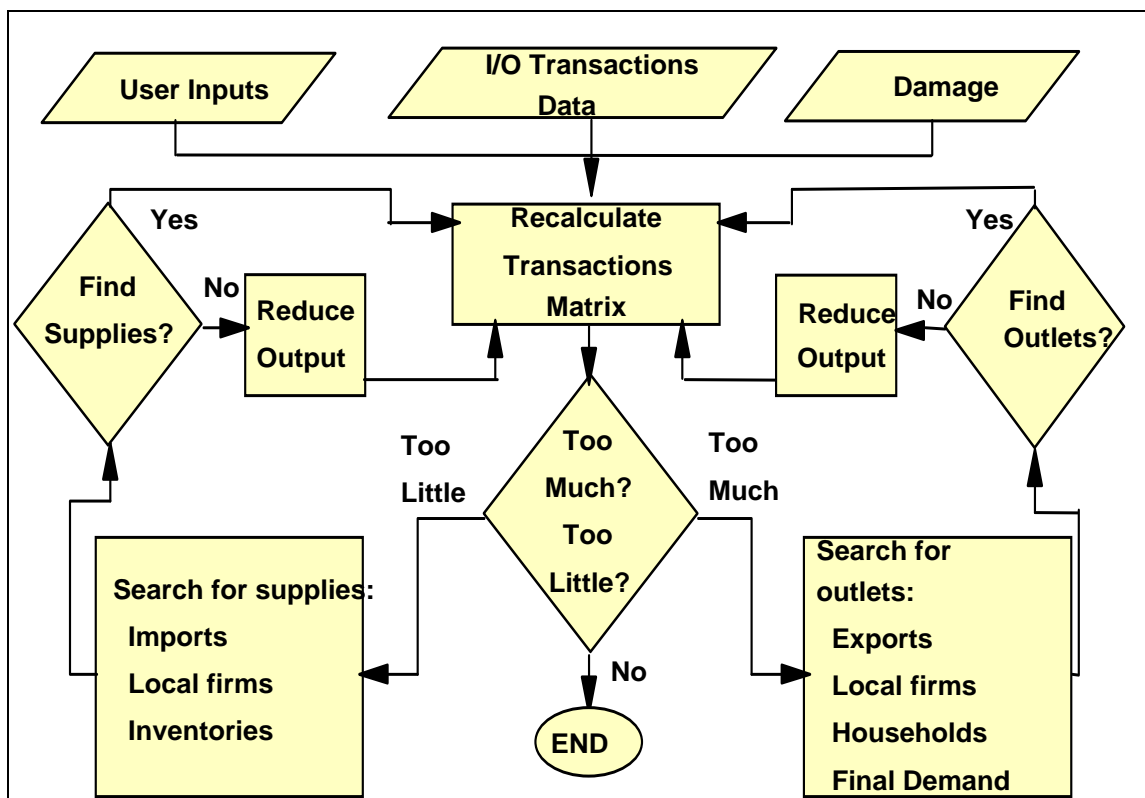 User Inputs
I/O Transactions
Data
Damage
Recalculate
Transactions
Matrix
Yes
Find
Supplies?
No
Reduce
Output
Yes
Find
Outlets?
No
Reduce
Output
Too
Little
Too
Much?
Too
Little?
Too
Much
Search for supplies:
Imports
Local firms
Inventories
No
END
Search for
outlets:
Exports
Local firms
Households
Final Demand